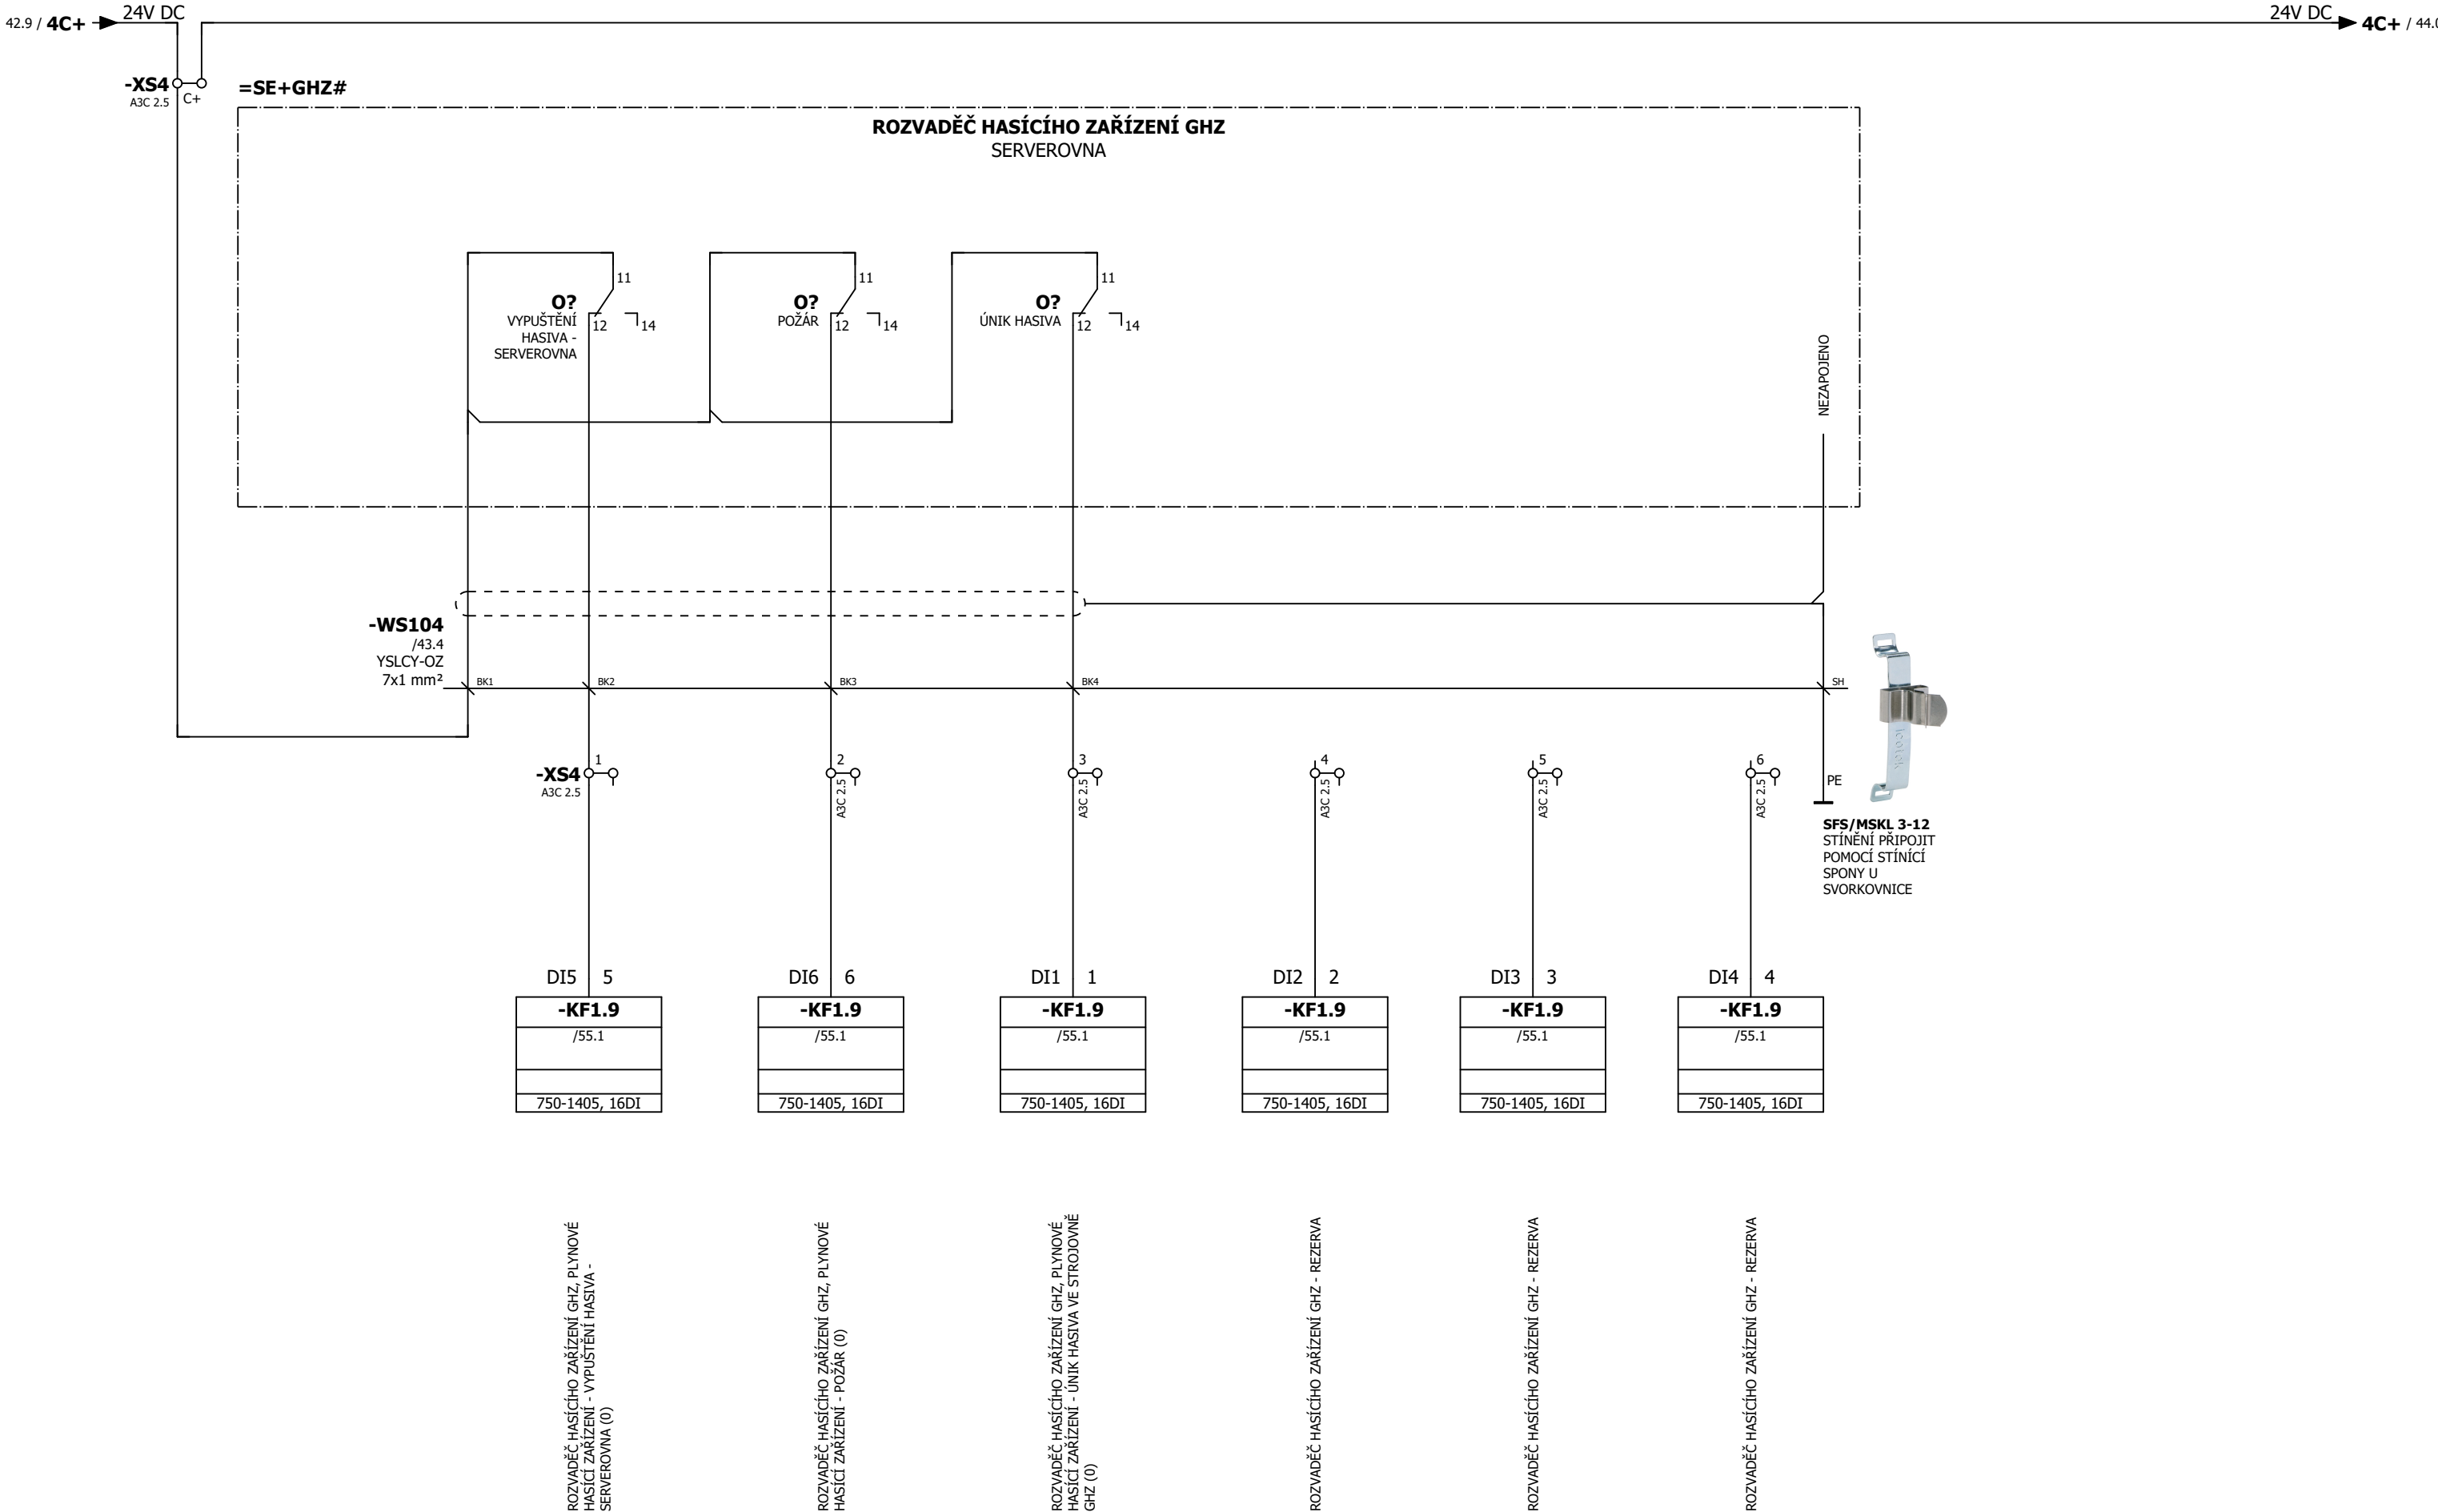 42.9 / 4C+
24V DC
24V DC
4C+ / 44.0
-XS4
A3C 2.5
C+
=SE+GHZ#
ROZVADĚČ HASÍCÍHO ZAŘÍZENÍ GHZ
SERVEROVNA
11
O?
VYPUŠTĚNÍ
HASIVA -
SERVEROVNA
12
14
11
O?
POŽÁR
12
14
11
O?
ÚNIK HASIVA
12
14
NEZAPOJENO
-WS104
/43.4
YSLCY-OZ
7x1 mm²
BK1
BK2
BK3
BK4
SH
-XS4
A3C 2.5
1
2
A3C 2.5
3
A3C 2.5
4
A3C 2.5
5
A3C 2.5
6
A3C 2.5
PE
SFS/MSKL 3-12
STÍNĚNÍ PŘIPOJIT
POMOCÍ STÍNÍCÍ
SPONY U
SVORKOVNICE
DI5 5
-KF1.9
/55.1
750-1405, 16DI
DI6 6
-KF1.9
/55.1
750-1405, 16DI
DI1 1
-KF1.9
/55.1
750-1405, 16DI
DI2 2
-KF1.9
/55.1
750-1405, 16DI
DI3 3
-KF1.9
/55.1
750-1405, 16DI
DI4 4
-KF1.9
/55.1
750-1405, 16DI
ROZVADĚČ HASÍCÍHO ZAŘÍZENÍ GHZ, PLYNOVÉ
HASÍCÍ ZAŘÍZENÍ - VYPUŠTĚNÍ HASIVA -
SERVEROVNA (0)
ROZVADĚČ HASÍCÍHO ZAŘÍZENÍ GHZ, PLYNOVÉ
HASÍCÍ ZAŘÍZENÍ - POŽÁR (0)
ROZVADĚČ HASÍCÍHO ZAŘÍZENÍ GHZ, PLYNOVÉ
HASÍCÍ ZAŘÍZENÍ - ÚNIK HASIVA VE STROJOVNĚ
GHZ (0)
ROZVADĚČ HASÍCÍHO ZAŘÍZENÍ GHZ - REZERVA
ROZVADĚČ HASÍCÍHO ZAŘÍZENÍ GHZ - REZERVA
ROZVADĚČ HASÍCÍHO ZAŘÍZENÍ GHZ - REZERVA